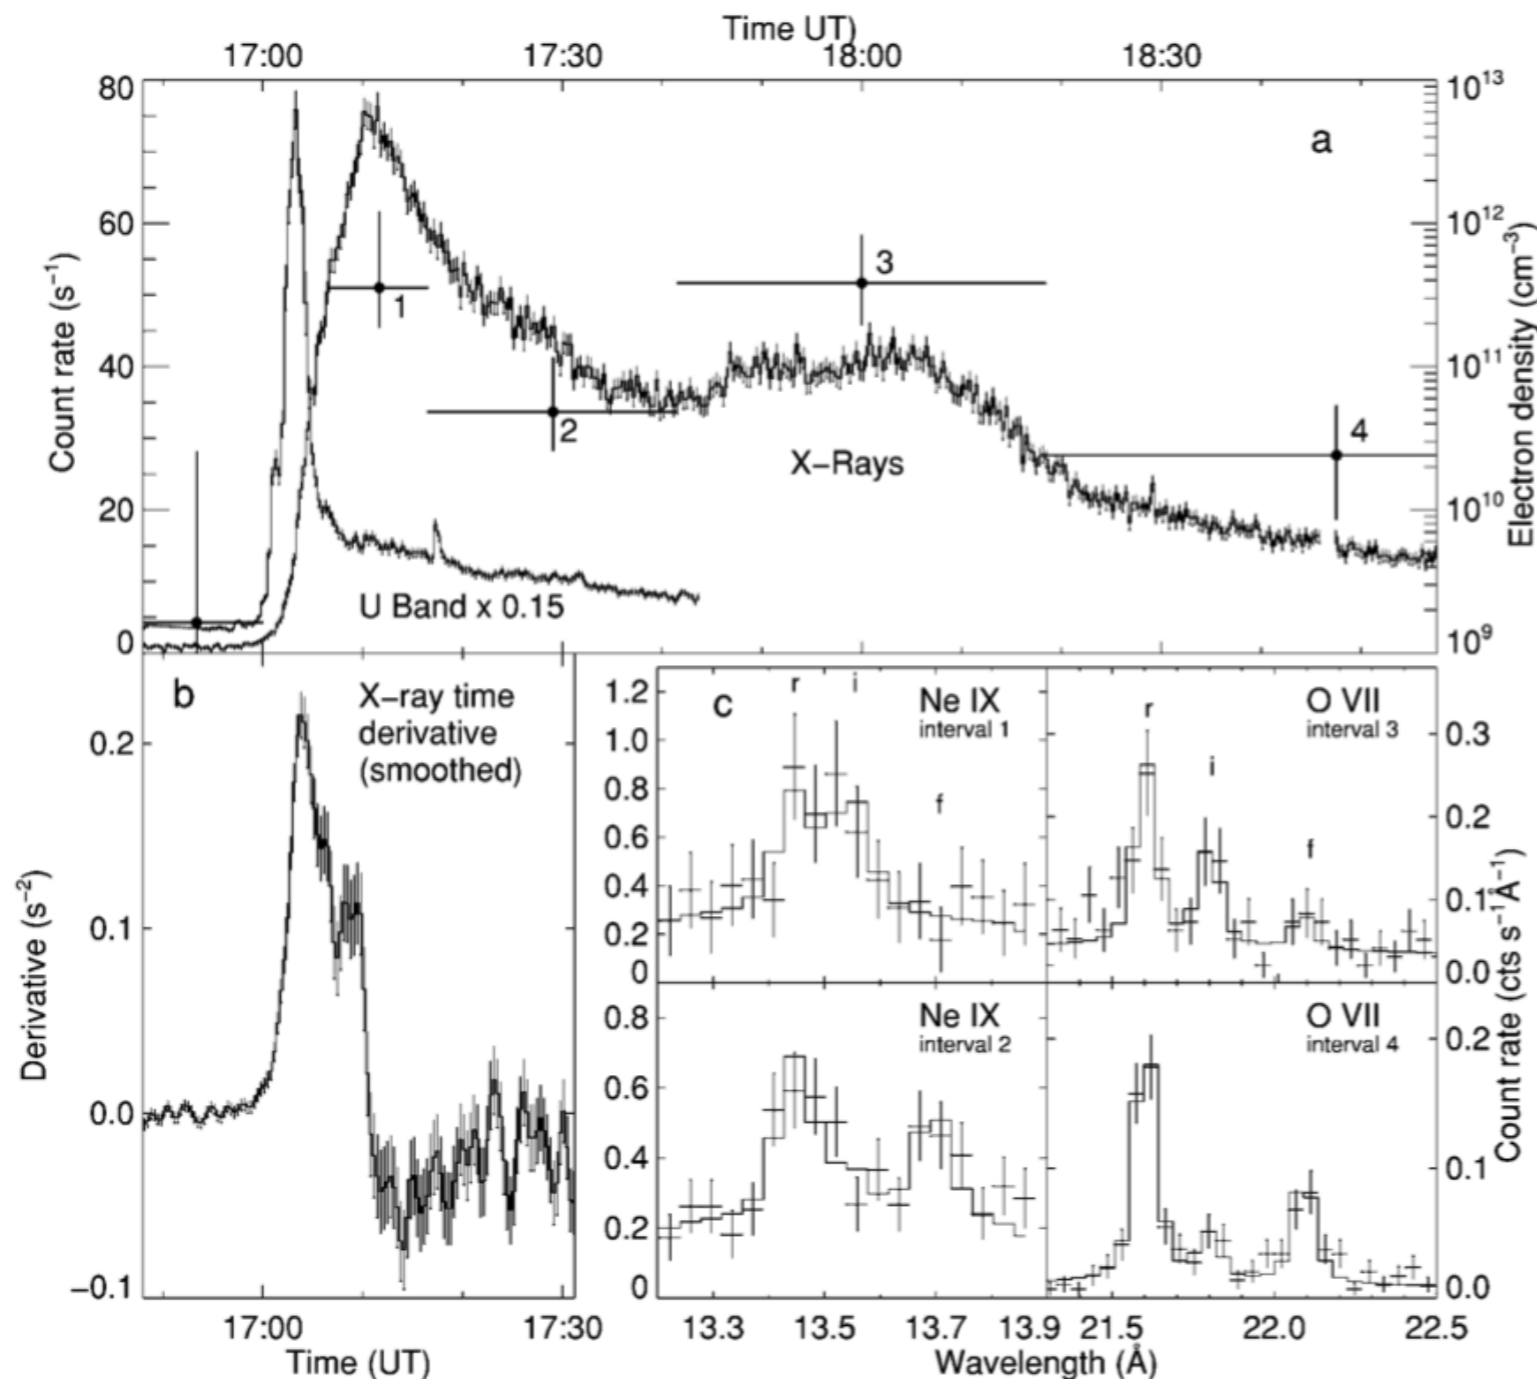 Time UT)
17:00 17:30 18:00 18:30
80 10¹³
a
60 10¹²
3
Count rate (s⁻¹)
Electron density (cm⁻³)
1
40 10¹¹
2
4
X–Rays
20 10¹⁰
U Band x 0.15
0 10⁹
b
X–ray time
derivative
(smoothed)
0.2
0.1
0.0
−0.1
Derivative (s⁻²)
17:00 17:30
Time (UT)
c
r i Ne IX
interval 1
f
1.2
1.0
0.8
0.6
0.4
0.2
0
r O VII
interval 3
i
f
0.3
0.2
0.1
0.0
Ne IX
interval 2
0.8
0.6
0.4
0.2
0
O VII
interval 4
0.2
0.1
0.0
Count rate (cts s⁻¹Å⁻¹)
13.3 13.5 13.7 13.9 21.5 22.0 22.5
Wavelength (Å)